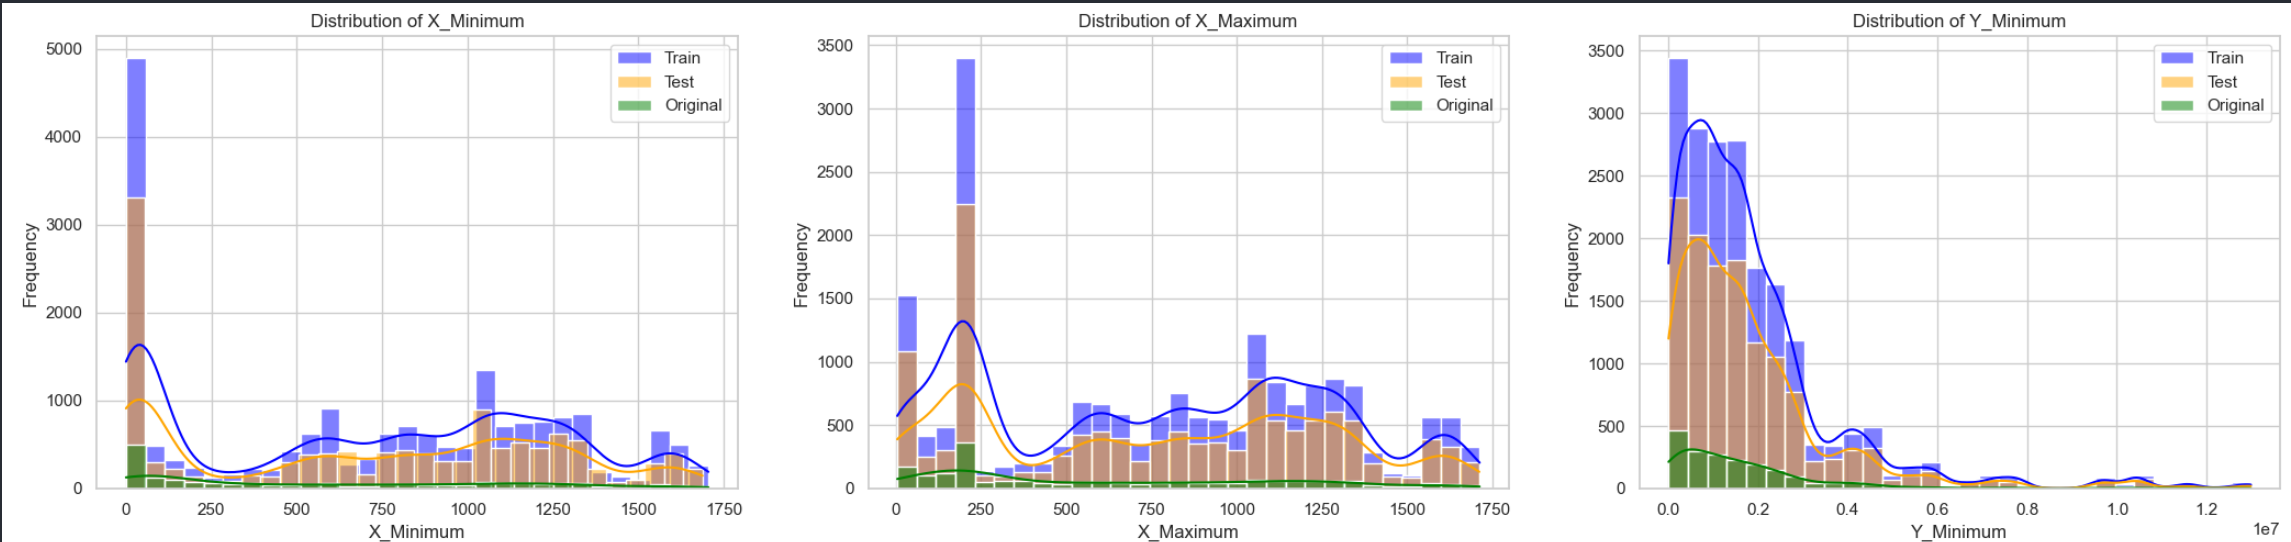 Distribution of X_Minimum
5000
4000
3000
2000
1000
0
Frequency
Train
Test
Original
0 250 500 750 1000 1250 1500 1750
X_Minimum
Distribution of X_Maximum
3500
3000
2500
2000
1500
1000
500
0
Frequency
Train
Test
Original
0 250 500 750 1000 1250 1500 1750
X_Maximum
Distribution of Y_Minimum
3500
3000
2500
2000
1500
1000
500
0
Frequency
Train
Test
Original
0.0 0.2 0.4 0.6 0.8 1.0 1.2
1e7
Y_Minimum